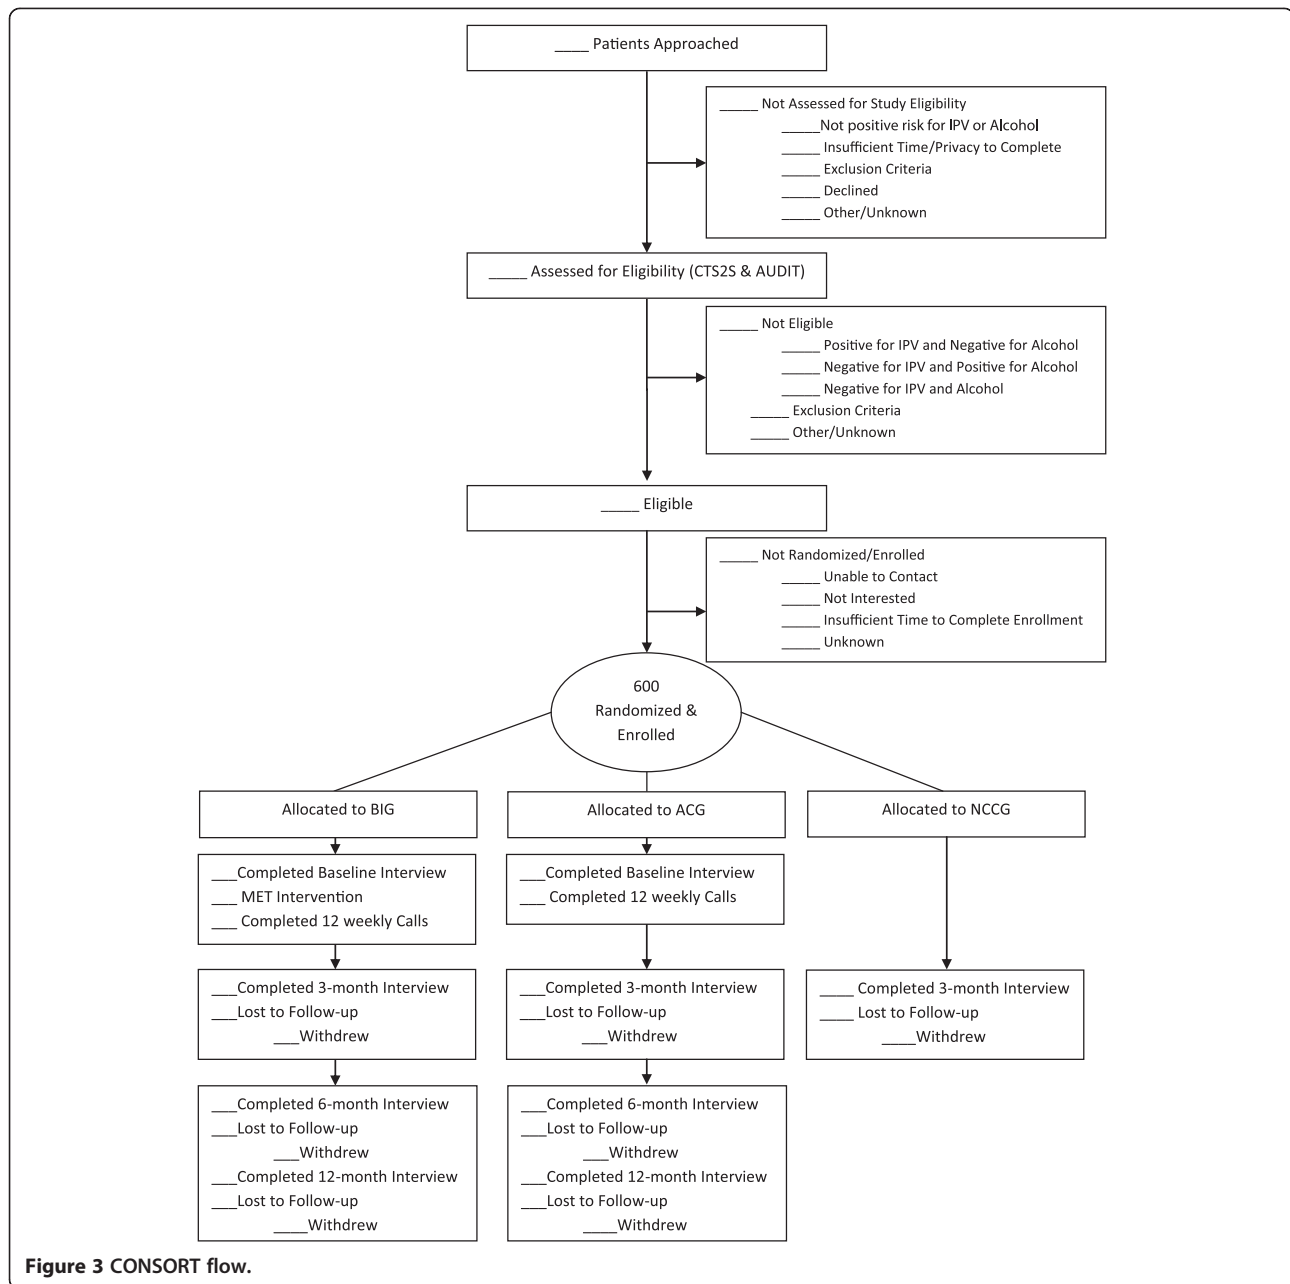 ____ Patients Approached
_____ Not Assessed for Study Eligibility
_____Not positive risk for IPV or Alcohol
_____ Insufficient Time/Privacy to Complete
_____ Exclusion Criteria
_____ Declined
_____ Other/Unknown
_____ Assessed for Eligibility (CTS2S & AUDIT)
_____ Not Eligible
_____ Positive for IPV and Negative for Alcohol
_____ Negative for IPV and Positive for Alcohol
_____ Negative for IPV and Alcohol
_____ Exclusion Criteria
_____ Other/Unknown
_____ Eligible
_____ Not Randomized/Enrolled
_____ Unable to Contact
_____ Not Interested
_____ Insufficient Time to Complete Enrollment
_____ Unknown
600
Randomized &
Enrolled
Allocated to BIG
___Completed Baseline Interview
___ MET Intervention
___ Completed 12 weekly Calls
___Completed 3-month Interview
___Lost to Follow-up
___Withdrew
___Completed 6-month Interview
___Lost to Follow-up
___Withdrew
___Completed 12-month Interview
___Lost to Follow-up
____Withdrew
Allocated to ACG
___Completed Baseline Interview
___ Completed 12 weekly Calls
___Completed 3-month Interview
___Lost to Follow-up
___Withdrew
___Completed 6-month Interview
___Lost to Follow-up
___Withdrew
___Completed 12-month Interview
___Lost to Follow-up
____Withdrew
Allocated to NCCG
____ Completed 3-month Interview
____ Lost to Follow-up
____Withdrew
Figure 3 CONSORT flow.